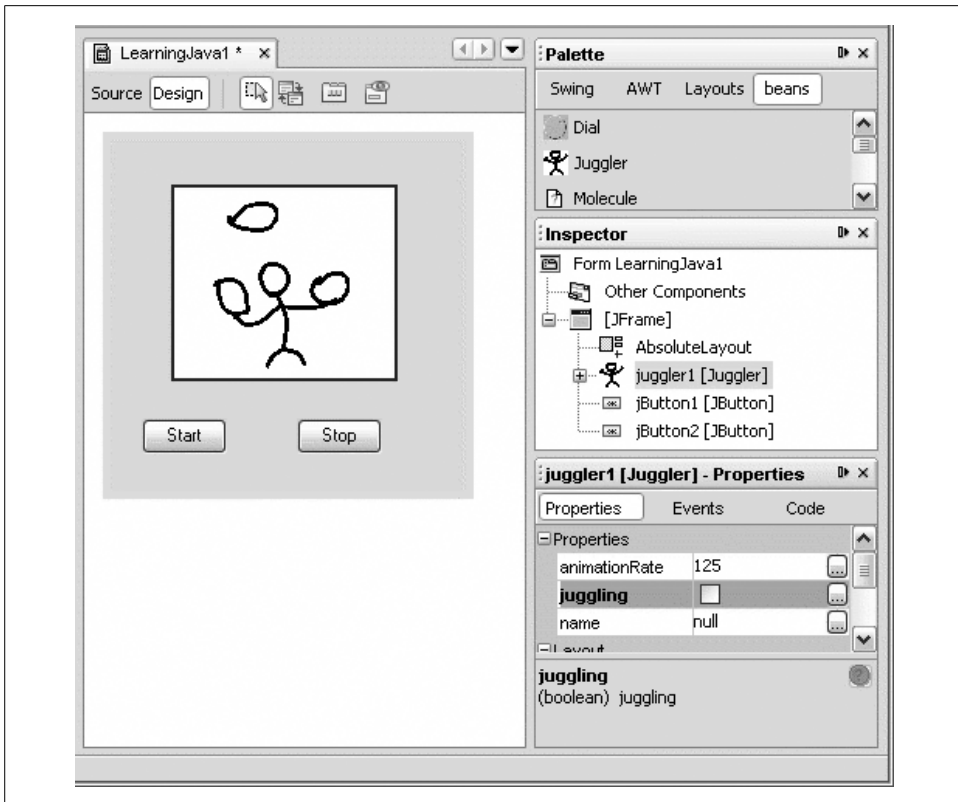 LearningJava1 *
Source Design
Start Stop
Palette
Swing AWT Layouts beans
Dial
Juggler
Molecule
Inspector
Form LearningJava1
Other Components
[JFrame]
AbsoluteLayout
juggler1 [Juggler]
jButton1 [JButton]
jButton2 [JButton]
juggler1 [Juggler] - Properties
Properties Events Code
Properties
animationRate 125 ...
juggling ...
name null ...
Layout
juggling
(boolean) juggling